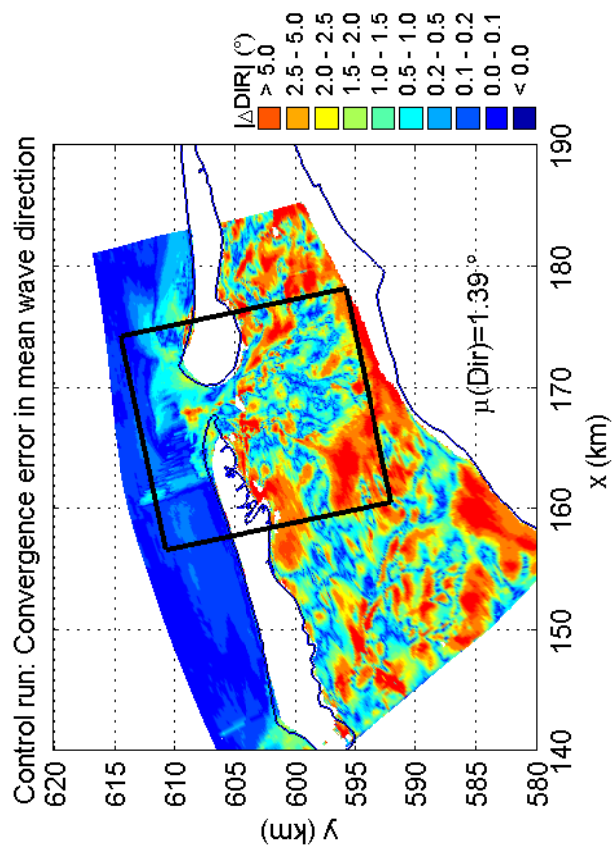 Control run: Convergence error in mean wave direction
|△DIR| (°)
> 5.0
2.5 - 5.0
2.0 - 2.5
1.5 - 2.0
1.0 - 1.5
0.5 - 1.0
0.2 - 0.5
0.1 - 0.2
0.0 - 0.1
< 0.0
620
615
610
605
600
595
590
585
580
y (km)
μ(Dir)=1.39 °
140 150 160 170 180 190
x (km)